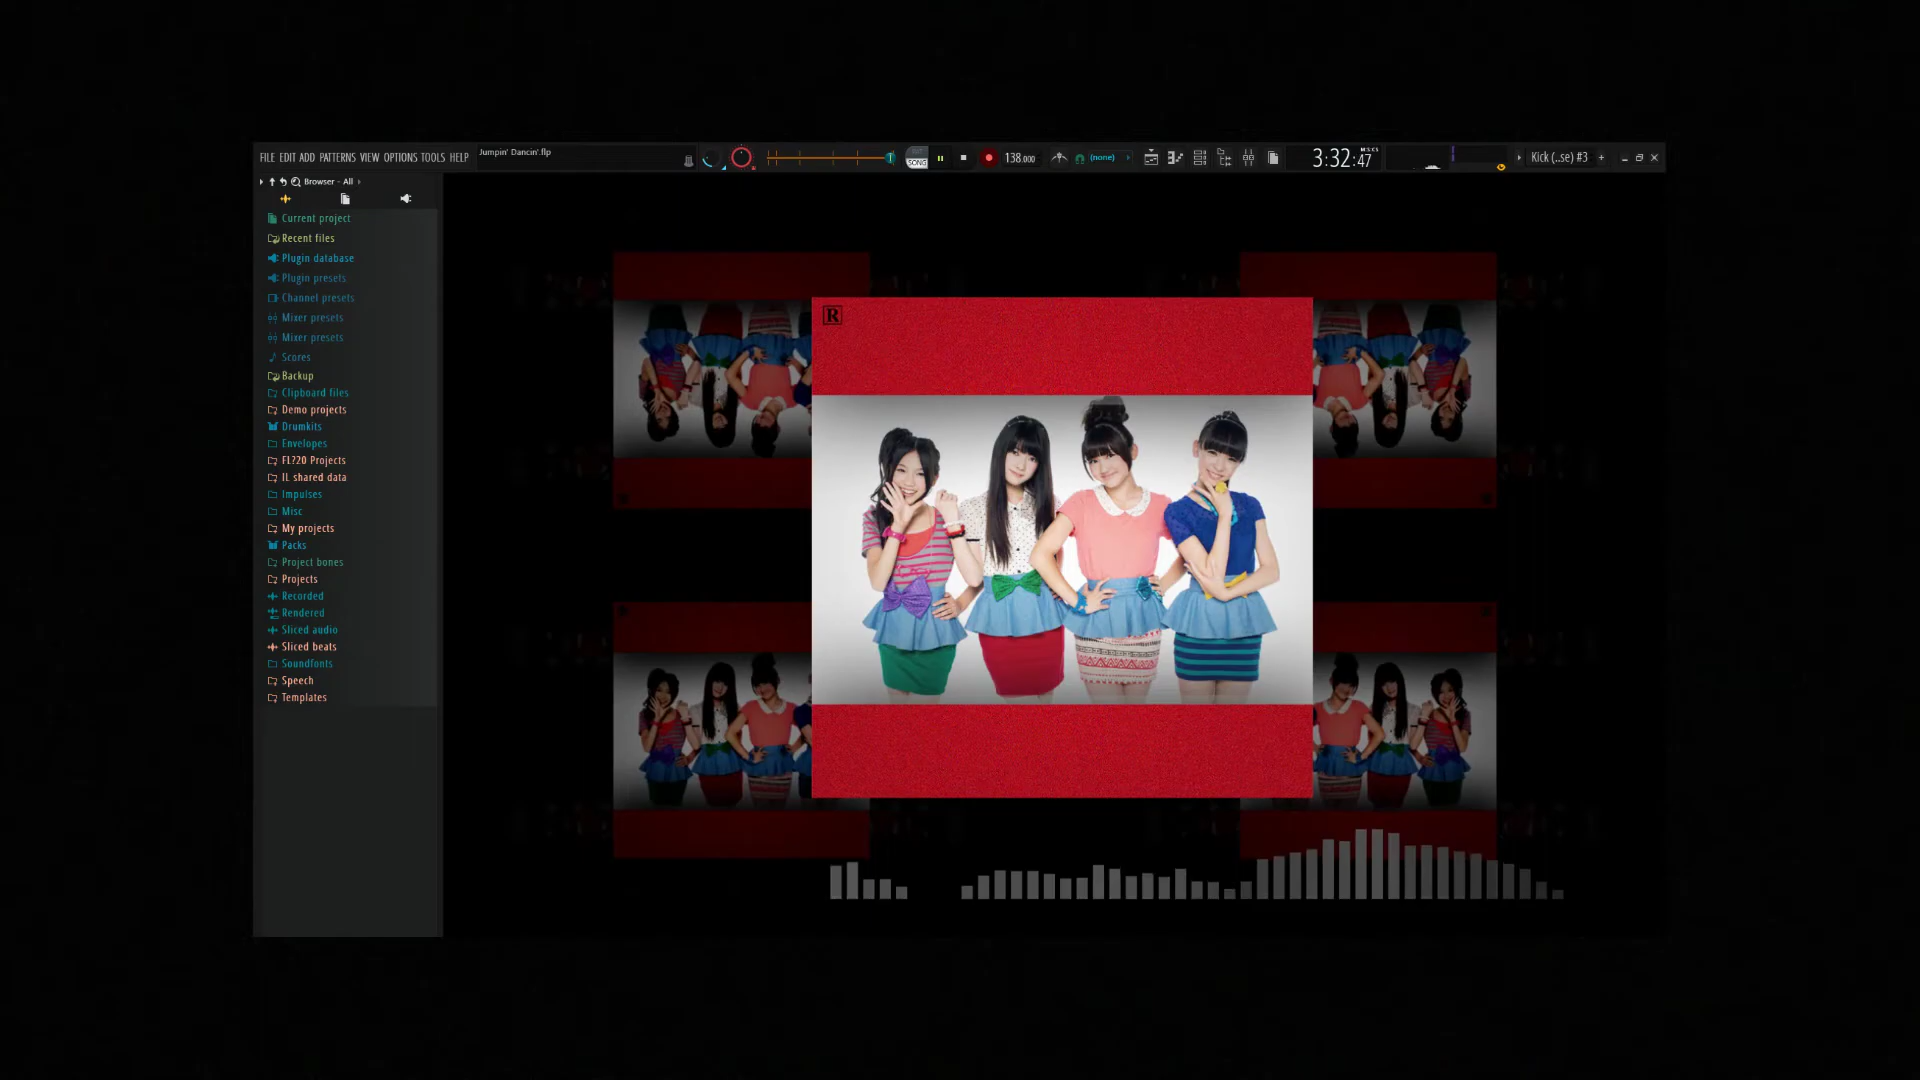 FILE EDIT ADD PATTERNS VIEW OPTIONS TOOLS HELP
Jumpin' Dancin'.flp
SONG
138.000
(none)
3:32:47
M:S:CS
Kick (..se) #3
Browser - All
Current project
Recent files
Plugin database
Plugin presets
Channel presets
Mixer presets
Mixer presets
Scores
Backup
Clipboard files
Demo projects
Drumkits
Envelopes
FL?20 Projects
IL shared data
Impulses
Misc
My projects
Packs
Project bones
Projects
Recorded
Rendered
Sliced audio
Sliced beats
Soundfonts
Speech
Templates
R